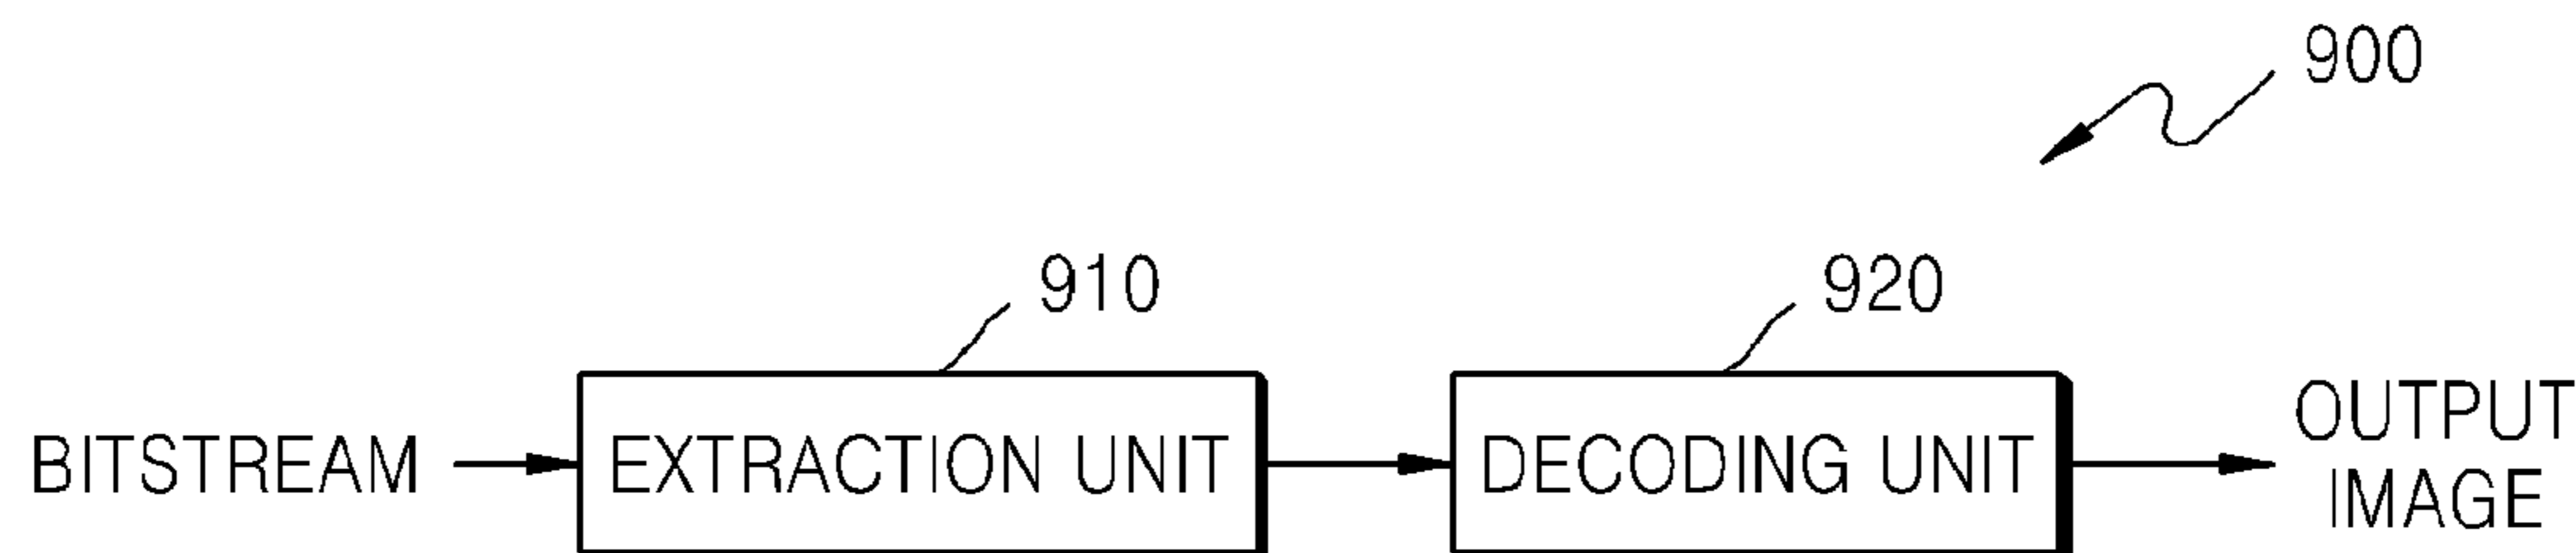 900
910
920
BITSTREAM
EXTRACTION UNIT
DECODING UNIT
OUTPUT
IMAGE